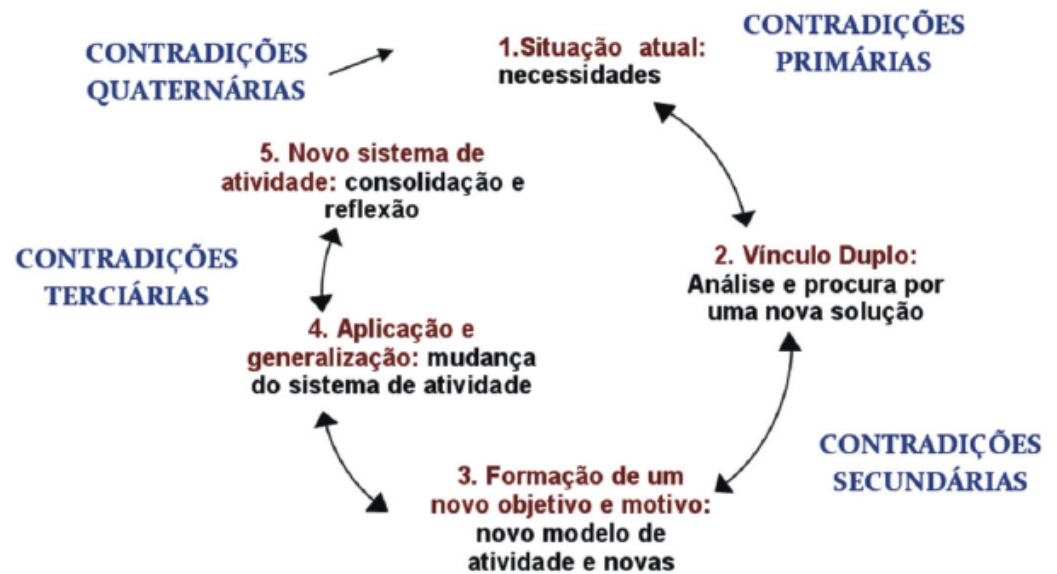 CONTRADIÇÕES
QUATERNÁRIAS
1.Situação atual:
necessidades
CONTRADIÇÕES
PRIMÁRIAS
5. Novo sistema de
atividade: consolidação e
reflexão
2. Vínculo Duplo:
Análise e procura por
uma nova solução
CONTRADIÇÕES
TERCIÁRIAS
4. Aplicação e
generalização: mudança
do sistema de atividade
3. Formação de um
novo objetivo e motivo:
novo modelo de
atividade e novas
CONTRADIÇÕES
SECUNDÁRIAS